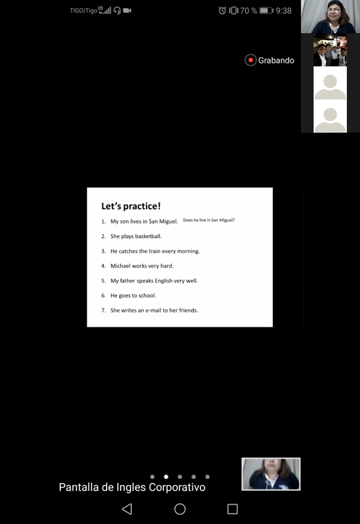 TIGO|Tigo
70 % 9:38
Grabando
Let's practice!
1. My son lives in San Miguel. Does he live in San Miguel?
2. She plays basketball.
3. He catches the train every morning.
4. Michael works very hard.
5. My father speaks English very well.
6. He goes to school.
7. She writes an e-mail to her friends.
Pantalla de Ingles Corporativo